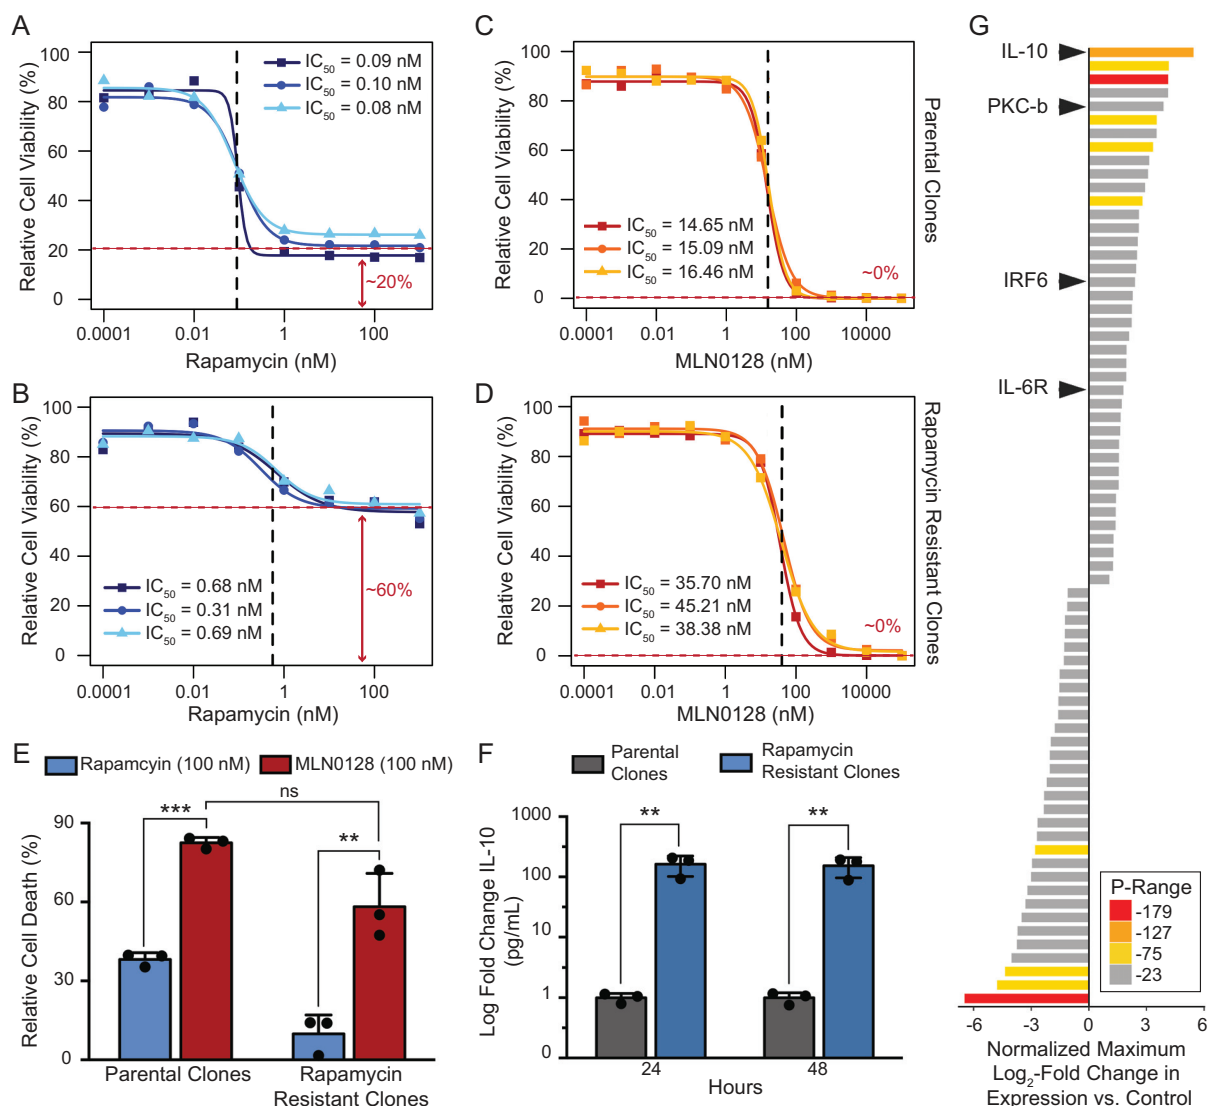 A
Relative Cell Viability (%)
100
80
60
40
20
0
IC50 = 0.09 nM
IC50 = 0.10 nM
IC50 = 0.08 nM
~20%
0.0001
0.01
1
100
Rapamycin (nM)
C
Relative Cell Viability (%)
100
80
60
40
20
0
IC50 = 14.65 nM
IC50 = 15.09 nM
IC50 = 16.46 nM
~0%
0.0001
0.01
1
100
10000
MLN0128 (nM)
Parental Clones
B
Relative Cell Viability (%)
100
80
60
40
20
0
IC50 = 0.68 nM
IC50 = 0.31 nM
IC50 = 0.69 nM
~60%
0.0001
0.01
1
100
Rapamycin (nM)
D
Relative Cell Viability (%)
100
80
60
40
20
0
IC50 = 35.70 nM
IC50 = 45.21 nM
IC50 = 38.38 nM
~0%
0.0001
0.01
1
100
10000
MLN0128 (nM)
Rapamycin Resistant Clones
E
Rapamcyin (100 nM)
MLN0128 (100 nM)
ns
***
**
Relative Cell Death (%)
90
60
30
0
Parental Clones
Rapamycin
Resistant Clones
F
Parental
Clones
Rapamycin
Resistant Clones
**
**
Log Fold Change IL-10
(pg/mL)
1000
100
10
1
0
24
48
Hours
G
IL-10
PKC-b
IRF6
IL-6R
P-Range
-179
-127
-75
-23
-6
-3
0
3
6
Normalized Maximum
Log2-Fold Change in
Expression vs. Control